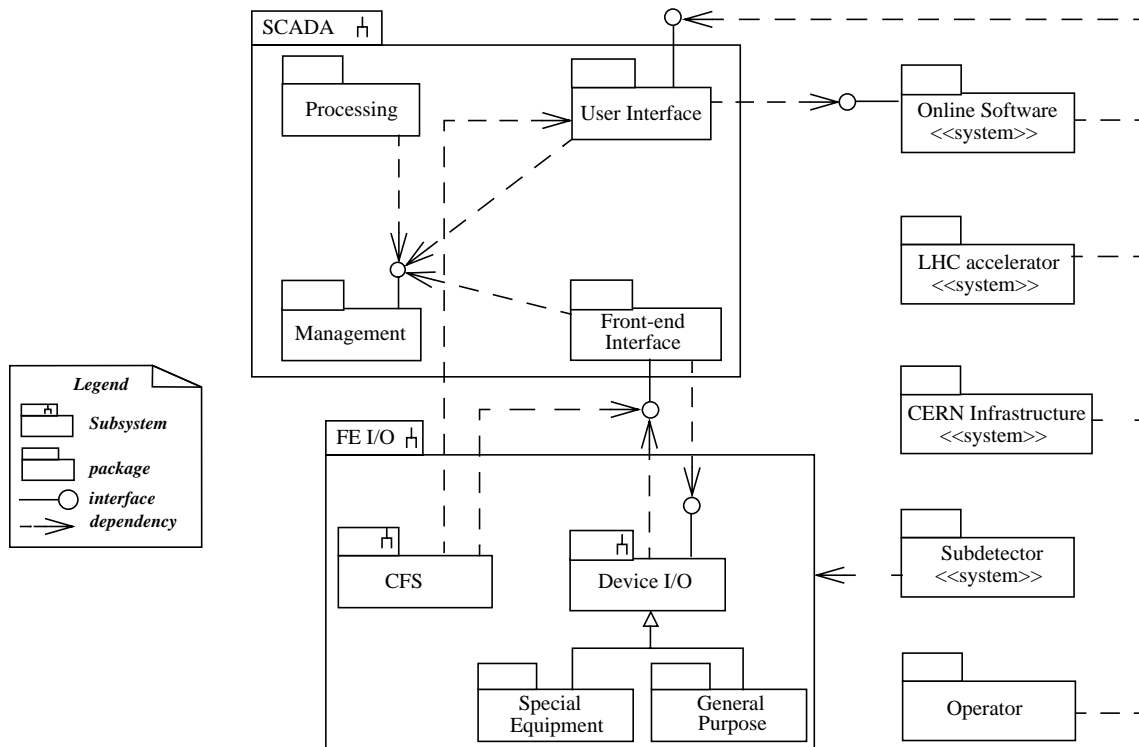 SCADA
Processing
User Interface
Online Software
<<system>>
LHC accelerator
<<system>>
Management
Front-end
Interface
Legend
Subsystem
package
interface
dependency
CERN Infrastructure
<<system>>
FE I/O
CFS
Device I/O
Subdetector
<<system>>
Special
Equipment
General
Purpose
Operator